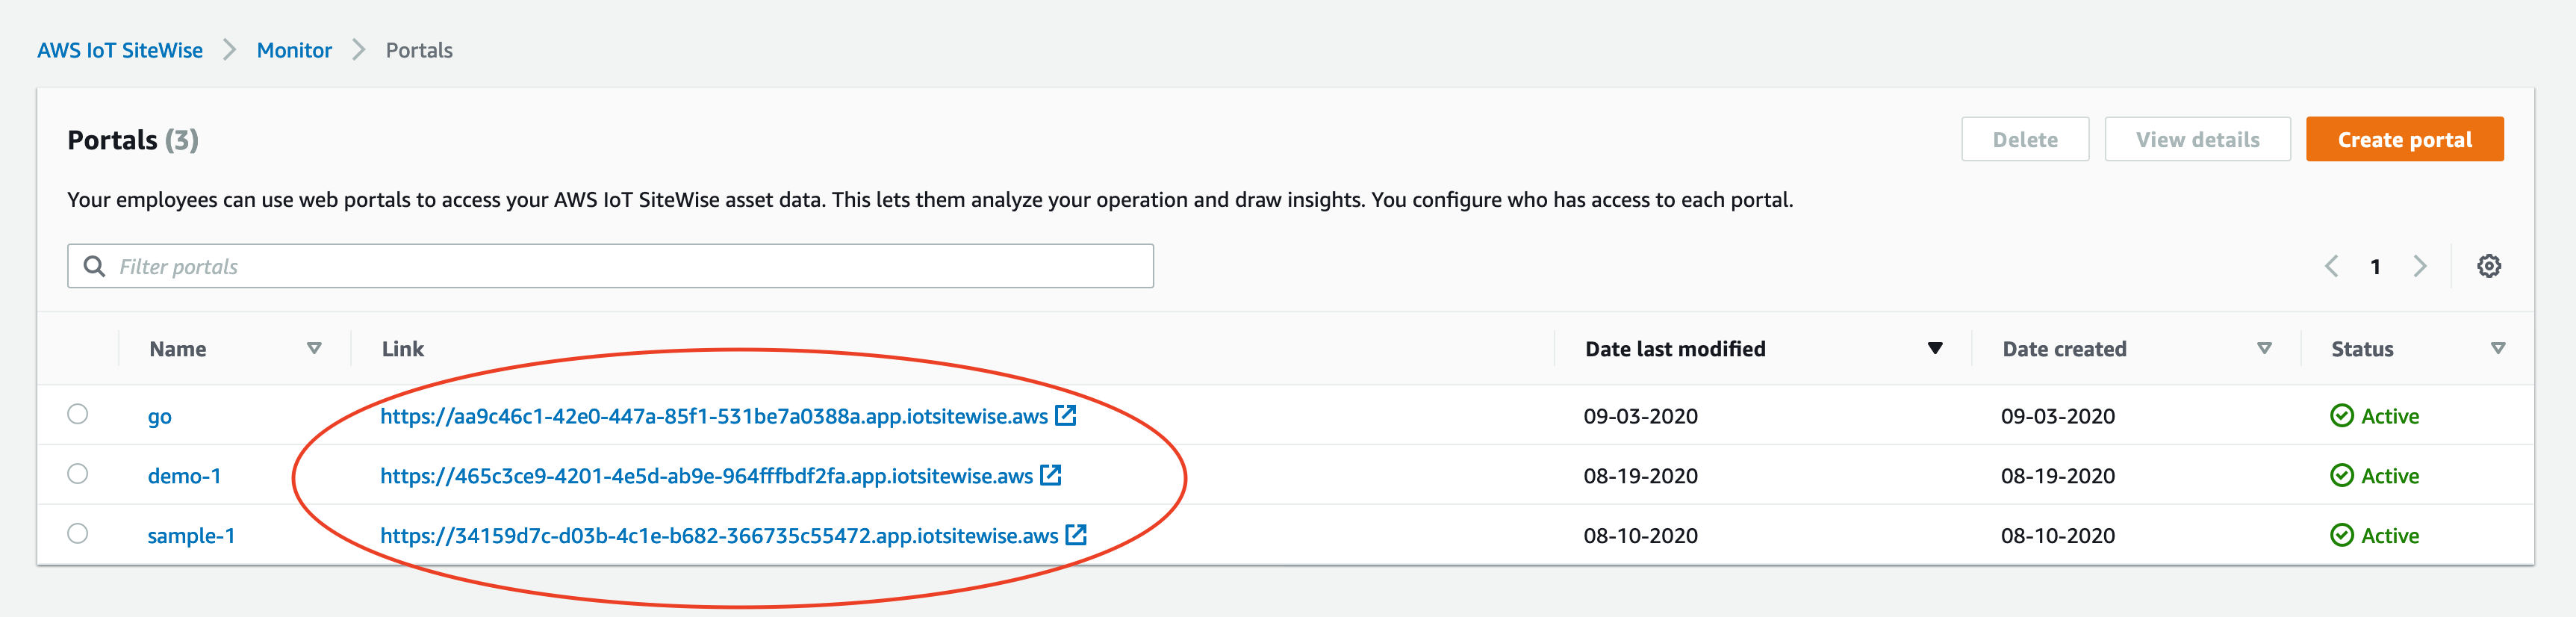 AWS IoT SiteWise > Monitor > Portals
Portals (3)
Delete View details Create portal
Your employees can use web portals to access your AWS IoT SiteWise asset data. This lets them analyze your operation and draw insights. You configure who has access to each portal.
Filter portals
1
Name Link Date last modified Date created Status
go https://aa9c46c1-42e0-447a-85f1-531be7a0388a.app.iotsitewise.aws 09-03-2020 09-03-2020 Active
demo-1 https://465c3ce9-4201-4e5d-ab9e-964fffbdf2fa.app.iotsitewise.aws 08-19-2020 08-19-2020 Active
sample-1 https://34159d7c-d03b-4c1e-b682-366735c55472.app.iotsitewise.aws 08-10-2020 08-10-2020 Active